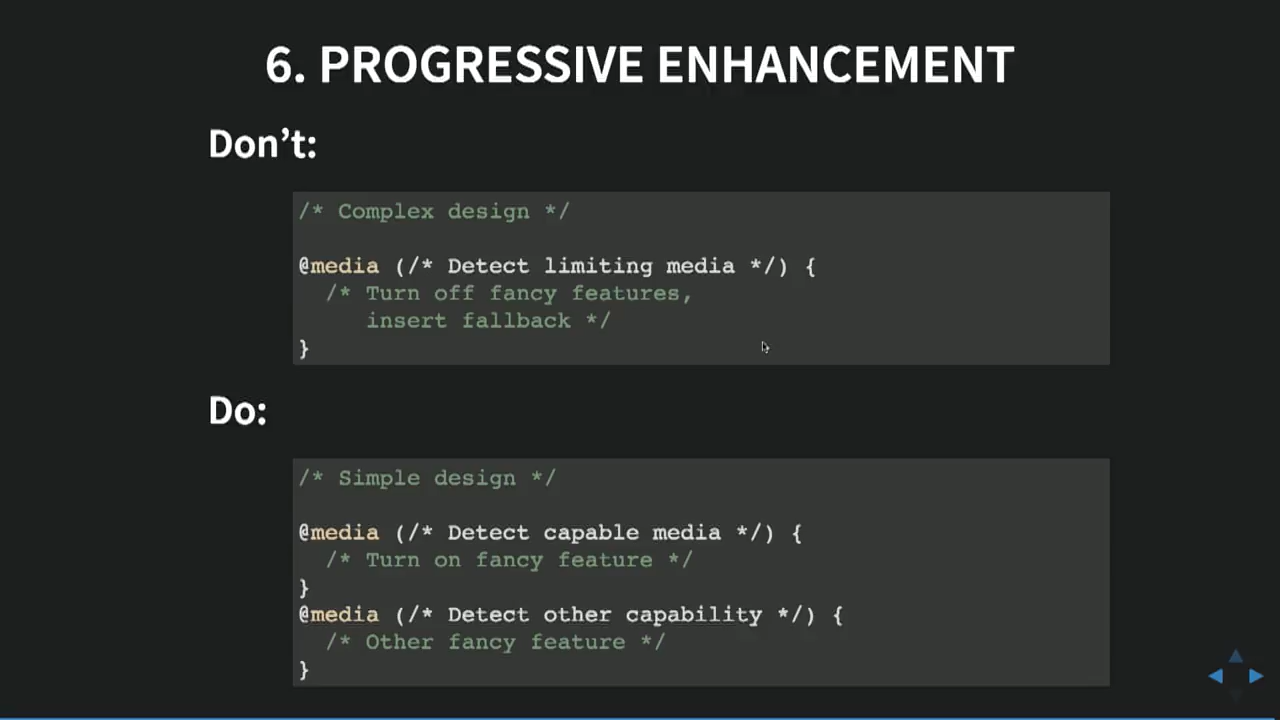 6. PROGRESSIVE ENHANCEMENT
Don’t:
/* Complex design */
@media (/* Detect limiting media */) {
/* Turn off fancy features,
insert fallback */
}
Do:
/* Simple design */
@media (/* Detect capable media */) {
/* Turn on fancy feature */
}
@media (/* Detect other capability */) {
/* Other fancy feature */
}